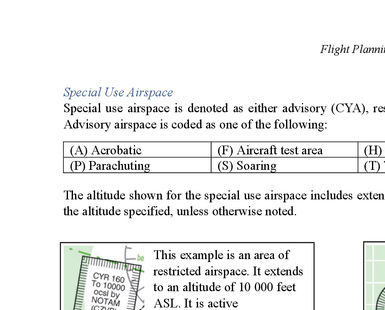 Flight Planni
Special Use Airspace
Special use airspace is denoted as either advisory (CYA), res
Advisory airspace is coded as one of the following:
(A) Acrobatic (F) Aircraft test area (H)
(P) Parachuting (S) Soaring (T)
The altitude shown for the special use airspace includes exten
the altitude specified, unless otherwise noted.
CYR 160
To 10000
ocsl by
NOTAM
(CZVR)
This example is an area of
restricted airspace. It extends
to an altitude of 10 000 feet
ASL. It is active